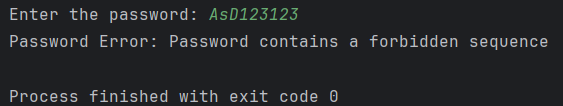 Enter the password: AsD123123
Password Error: Password contains a forbidden sequence
Process finished with exit code 0